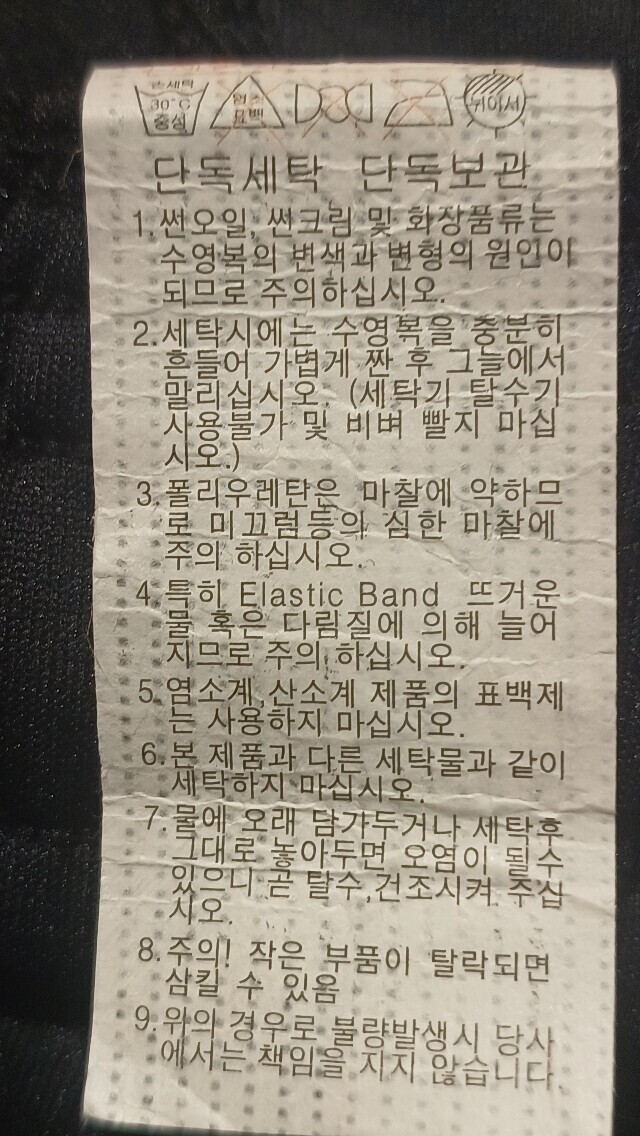 손세탁
30°C
중성
염소
표백
뉘어서
단독세탁 단독보관
1.썬오일, 썬크림 및 화장품류는
수영복의 변색과 변형의 원인이
되므로 주의하십시오.
2.세탁시에는 수영복을 충분히
흔들어 가볍게 짠 후 그늘에서
말리십시오. (세탁기 탈수기
사용불가 및 비벼 빨지 마십
시오.)
3.폴리우레탄은 마찰에 약하므
로 미끄럼등의 심한 마찰에
주의 하십시오.
4.특히 Elastic Band 뜨거운
물 혹은 다림질에 의해 늘어
지므로 주의 하십시오.
5.염소계,산소계 제품의 표백제
는 사용하지 마십시오.
6.본 제품과 다른 세탁물과 같이
세탁하지 마십시오.
7.물에 오래 담가두거나 세탁후
그대로 놓아두면 오염이 될수
있으니 곧 탈수,건조시켜 주십
시오.
8.주의! 작은 부품이 탈락되면
삼킬 수 있음
9.위의 경우로 불량발생시 당사
에서는 책임을 지지 않습니다.